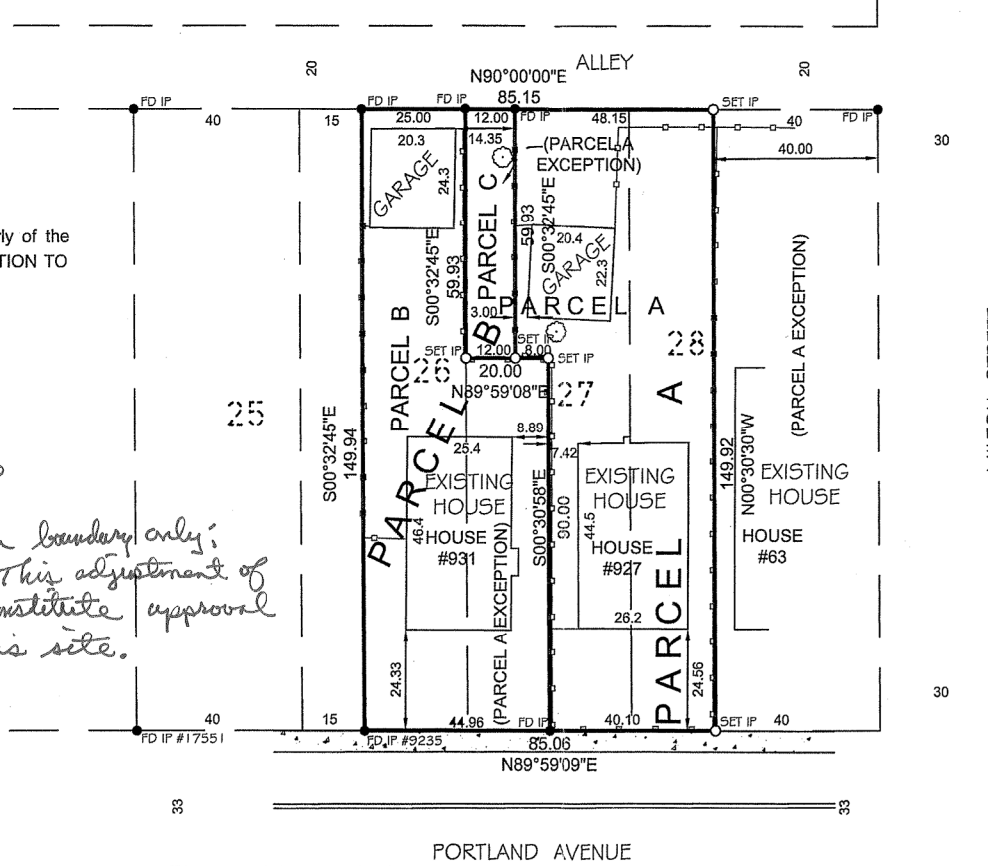 20
ALLEY
20
N90°00'00"E
85.15
FD IP
FD IP
FD IP
FD IP
SET IP
FD IP
40
15
25.00
12.00
48.15
40
30
20.3
14.35
(PARCEL A
EXCEPTION)
40.00
GARAGE
24.3
PARCEL C
59.93
S00°32'45"E
20.4
GARAGE
22.3
rly of the
TION TO
S00°32'45"E
59.93
(PARCEL A EXCEPTION)
3.00
PARCEL A
PARCEL B
SET IP
SET IP
12.00
8.00
SET IP
20.00
N89°59'08"E
25
26
27
28
PARCEL B
PARCEL A
S00°32'45"E
149.94
8.89
25.4
7.42
149.92
N00°30'30"W
EXISTING
HOUSE
46.4
HOUSE
#931
S00°30'58"E
90.00
EXISTING
HOUSE
44.5
HOUSE
#927
EXISTING
HOUSE
HOUSE
#63
boundary only;
This adjustment of
approval
site.
(PARCEL A EXCEPTION)
26.2
24.33
24.56
30
40
15
44.96
FD IP
40.10
SET IP
40
FD IP #17551
FD IP #9235
85.06
N89°59'09"E
33
33
PORTLAND AVENUE